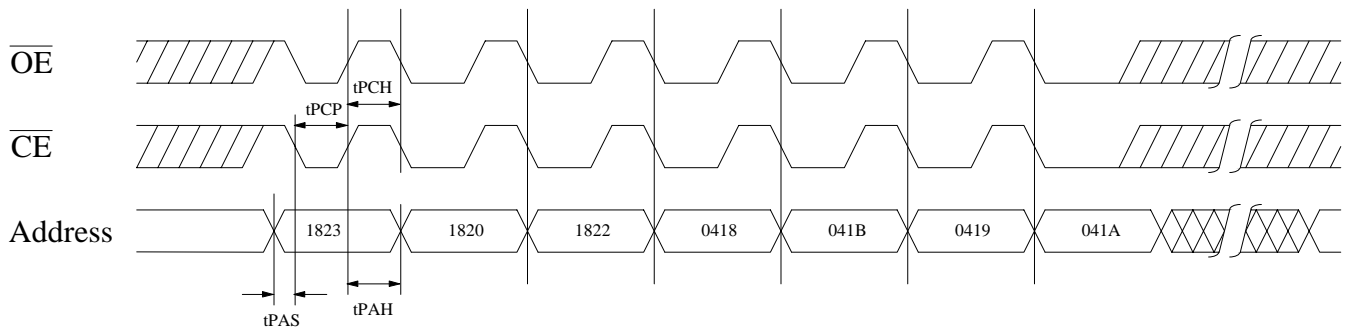 OE
tPCH
tPCP
CE
Address 1823 1820 1822 0418 041B 0419 041A
tPAS
tPAH